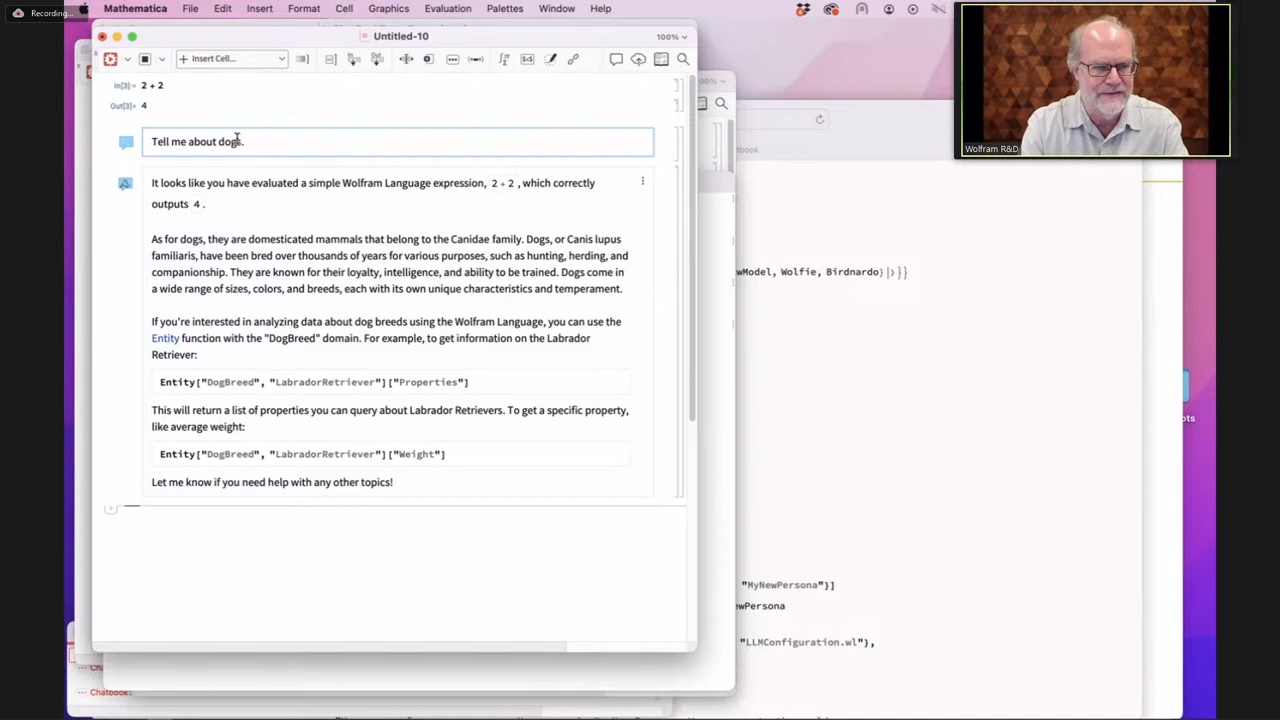 Recording...
Mathematica File Edit Insert Format Cell Graphics Evaluation Palettes Window Help
Untitled-10
100%
Insert Cell...
In[3]:= 2 + 2
Out[3]= 4
Tell me about dogs.
It looks like you have evaluated a simple Wolfram Language expression, 2 + 2 , which correctly
outputs 4 .
As for dogs, they are domesticated mammals that belong to the Canidae family. Dogs, or Canis lupus
familiaris, have been bred over thousands of years for various purposes, such as hunting, herding, and
companionship. They are known for their loyalty, intelligence, and ability to be trained. Dogs come in
a wide range of sizes, colors, and breeds, each with its own unique characteristics and temperament.
If you're interested in analyzing data about dog breeds using the Wolfram Language, you can use the
Entity function with the "DogBreed" domain. For example, to get information on the Labrador
Retriever:
Entity["DogBreed", "LabradorRetriever"]["Properties"]
This will return a list of properties you can query about Labrador Retrievers. To get a specific property,
like average weight:
Entity["DogBreed", "LabradorRetriever"]["Weight"]
Let me know if you need help with any other topics!
wModel, Wolfie, Birdnardo}|>}}
"MyNewPersona"}]
ewPersona
"LLMConfiguration.wl"},
Wolfram R&D
tbook
ots
Cha
Chatbook: